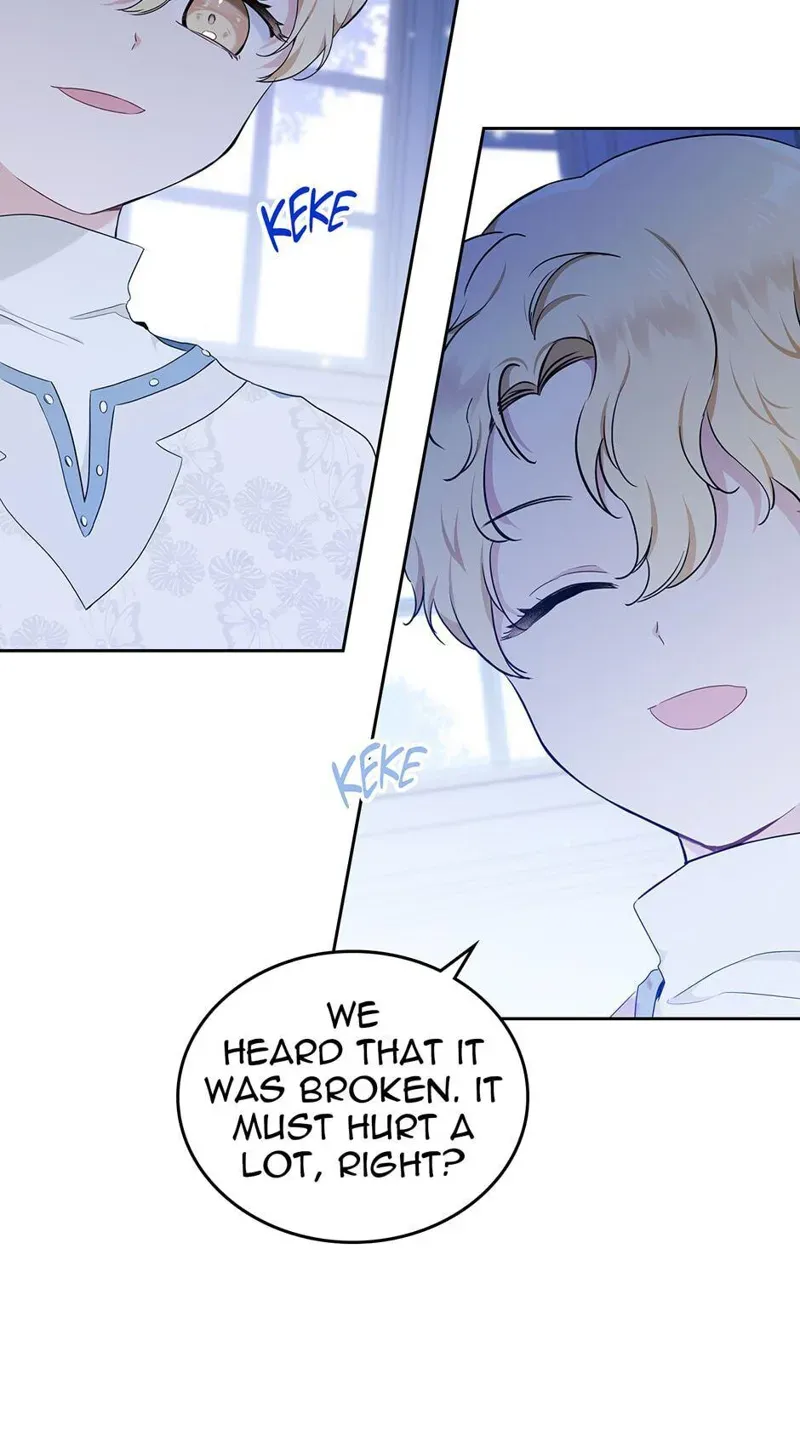 KEKE
KEKE
WE
HEARD THAT IT
WAS BROKEN. IT
MUST HURT A
LOT, RIGHT?